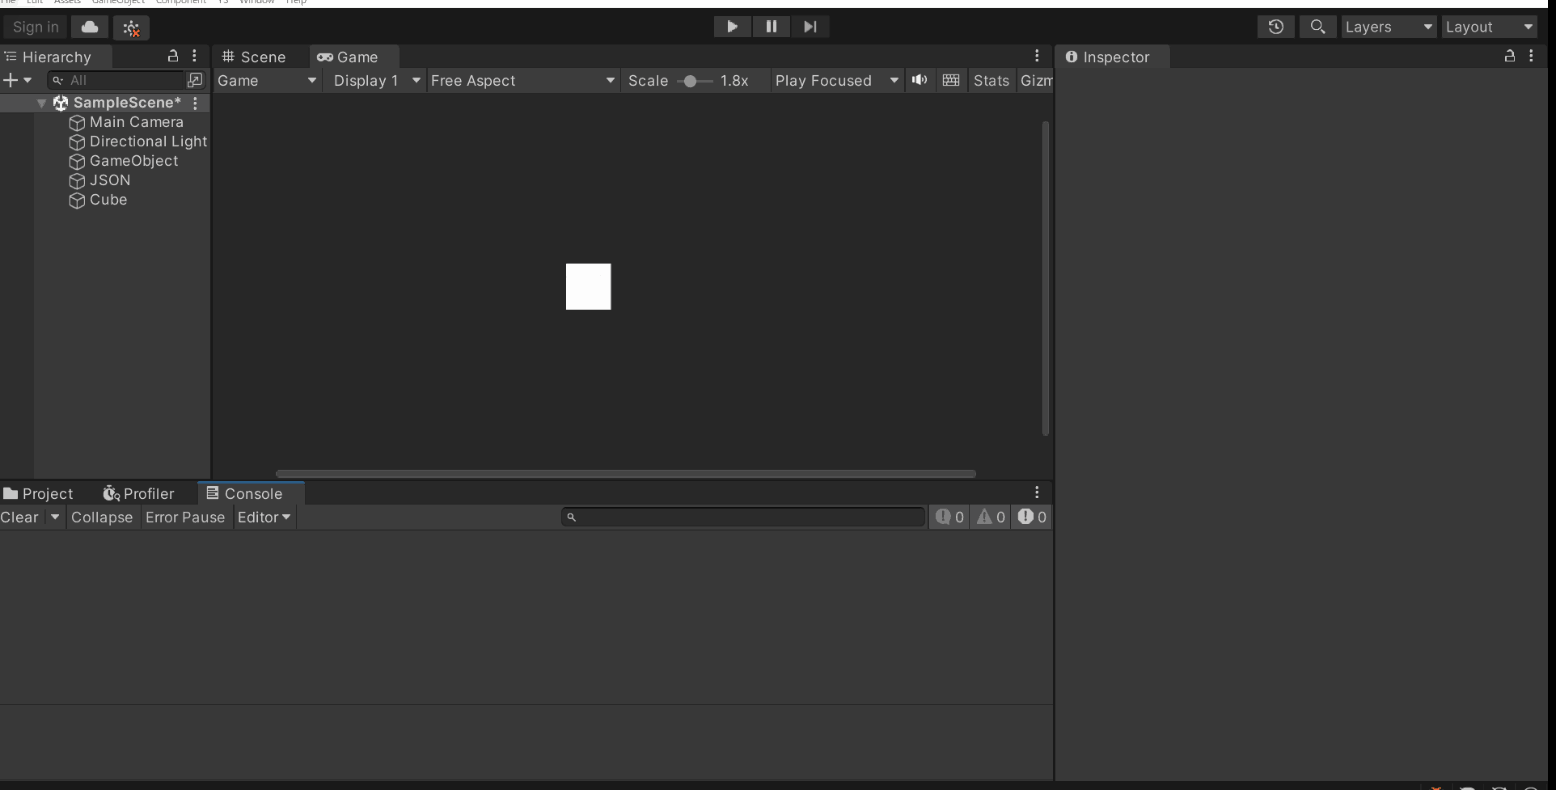 File Edit Assets GameObject Component YS Window Help
Sign in Layers Layout
Hierarchy Scene Game Inspector
All Game Display 1 Free Aspect Scale 1.8x Play Focused Stats Gizm
SampleScene*
Main Camera
Directional Light
GameObject
JSON
Cube
Project Profiler Console
Clear Collapse Error Pause Editor 0 0 0